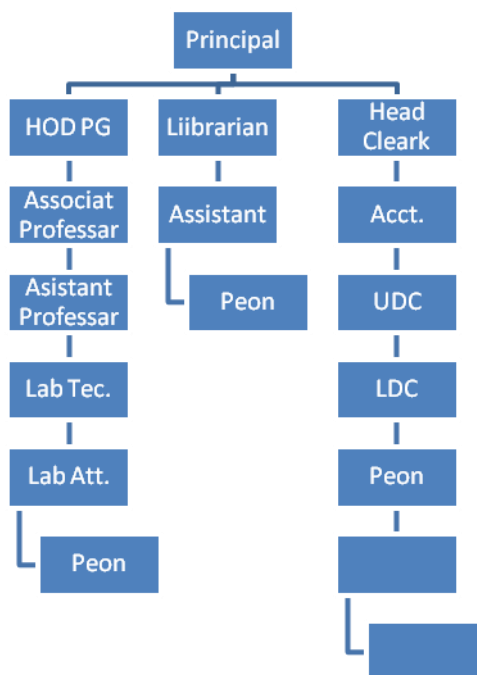 Principal
HOD PG
Liibrarian
Head
Cleark
Associat
Professar
Assistant
Acct.
Asistant
Professar
Peon
UDC
Lab Tec.
LDC
Lab Att.
Peon
Peon